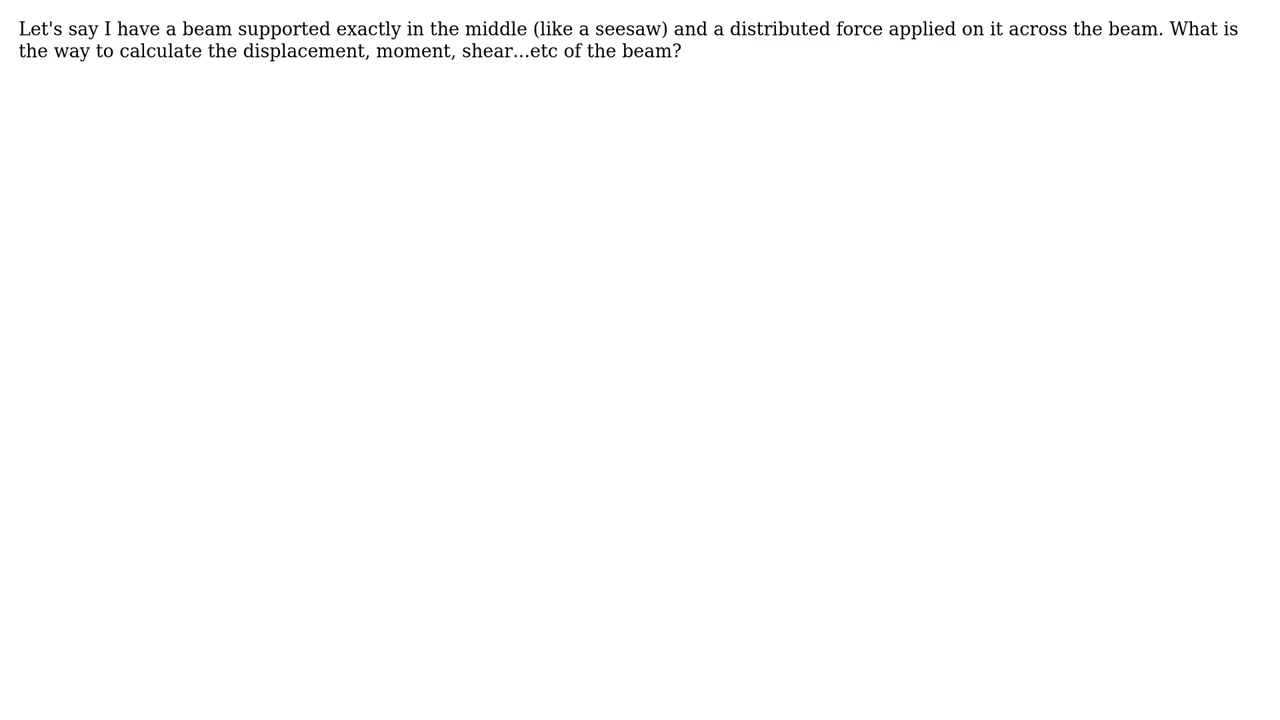 Let's say I have a beam supported exactly in the middle (like a seesaw) and a distributed force applied on it across the beam. What is
the way to calculate the displacement, moment, shear...etc of the beam?